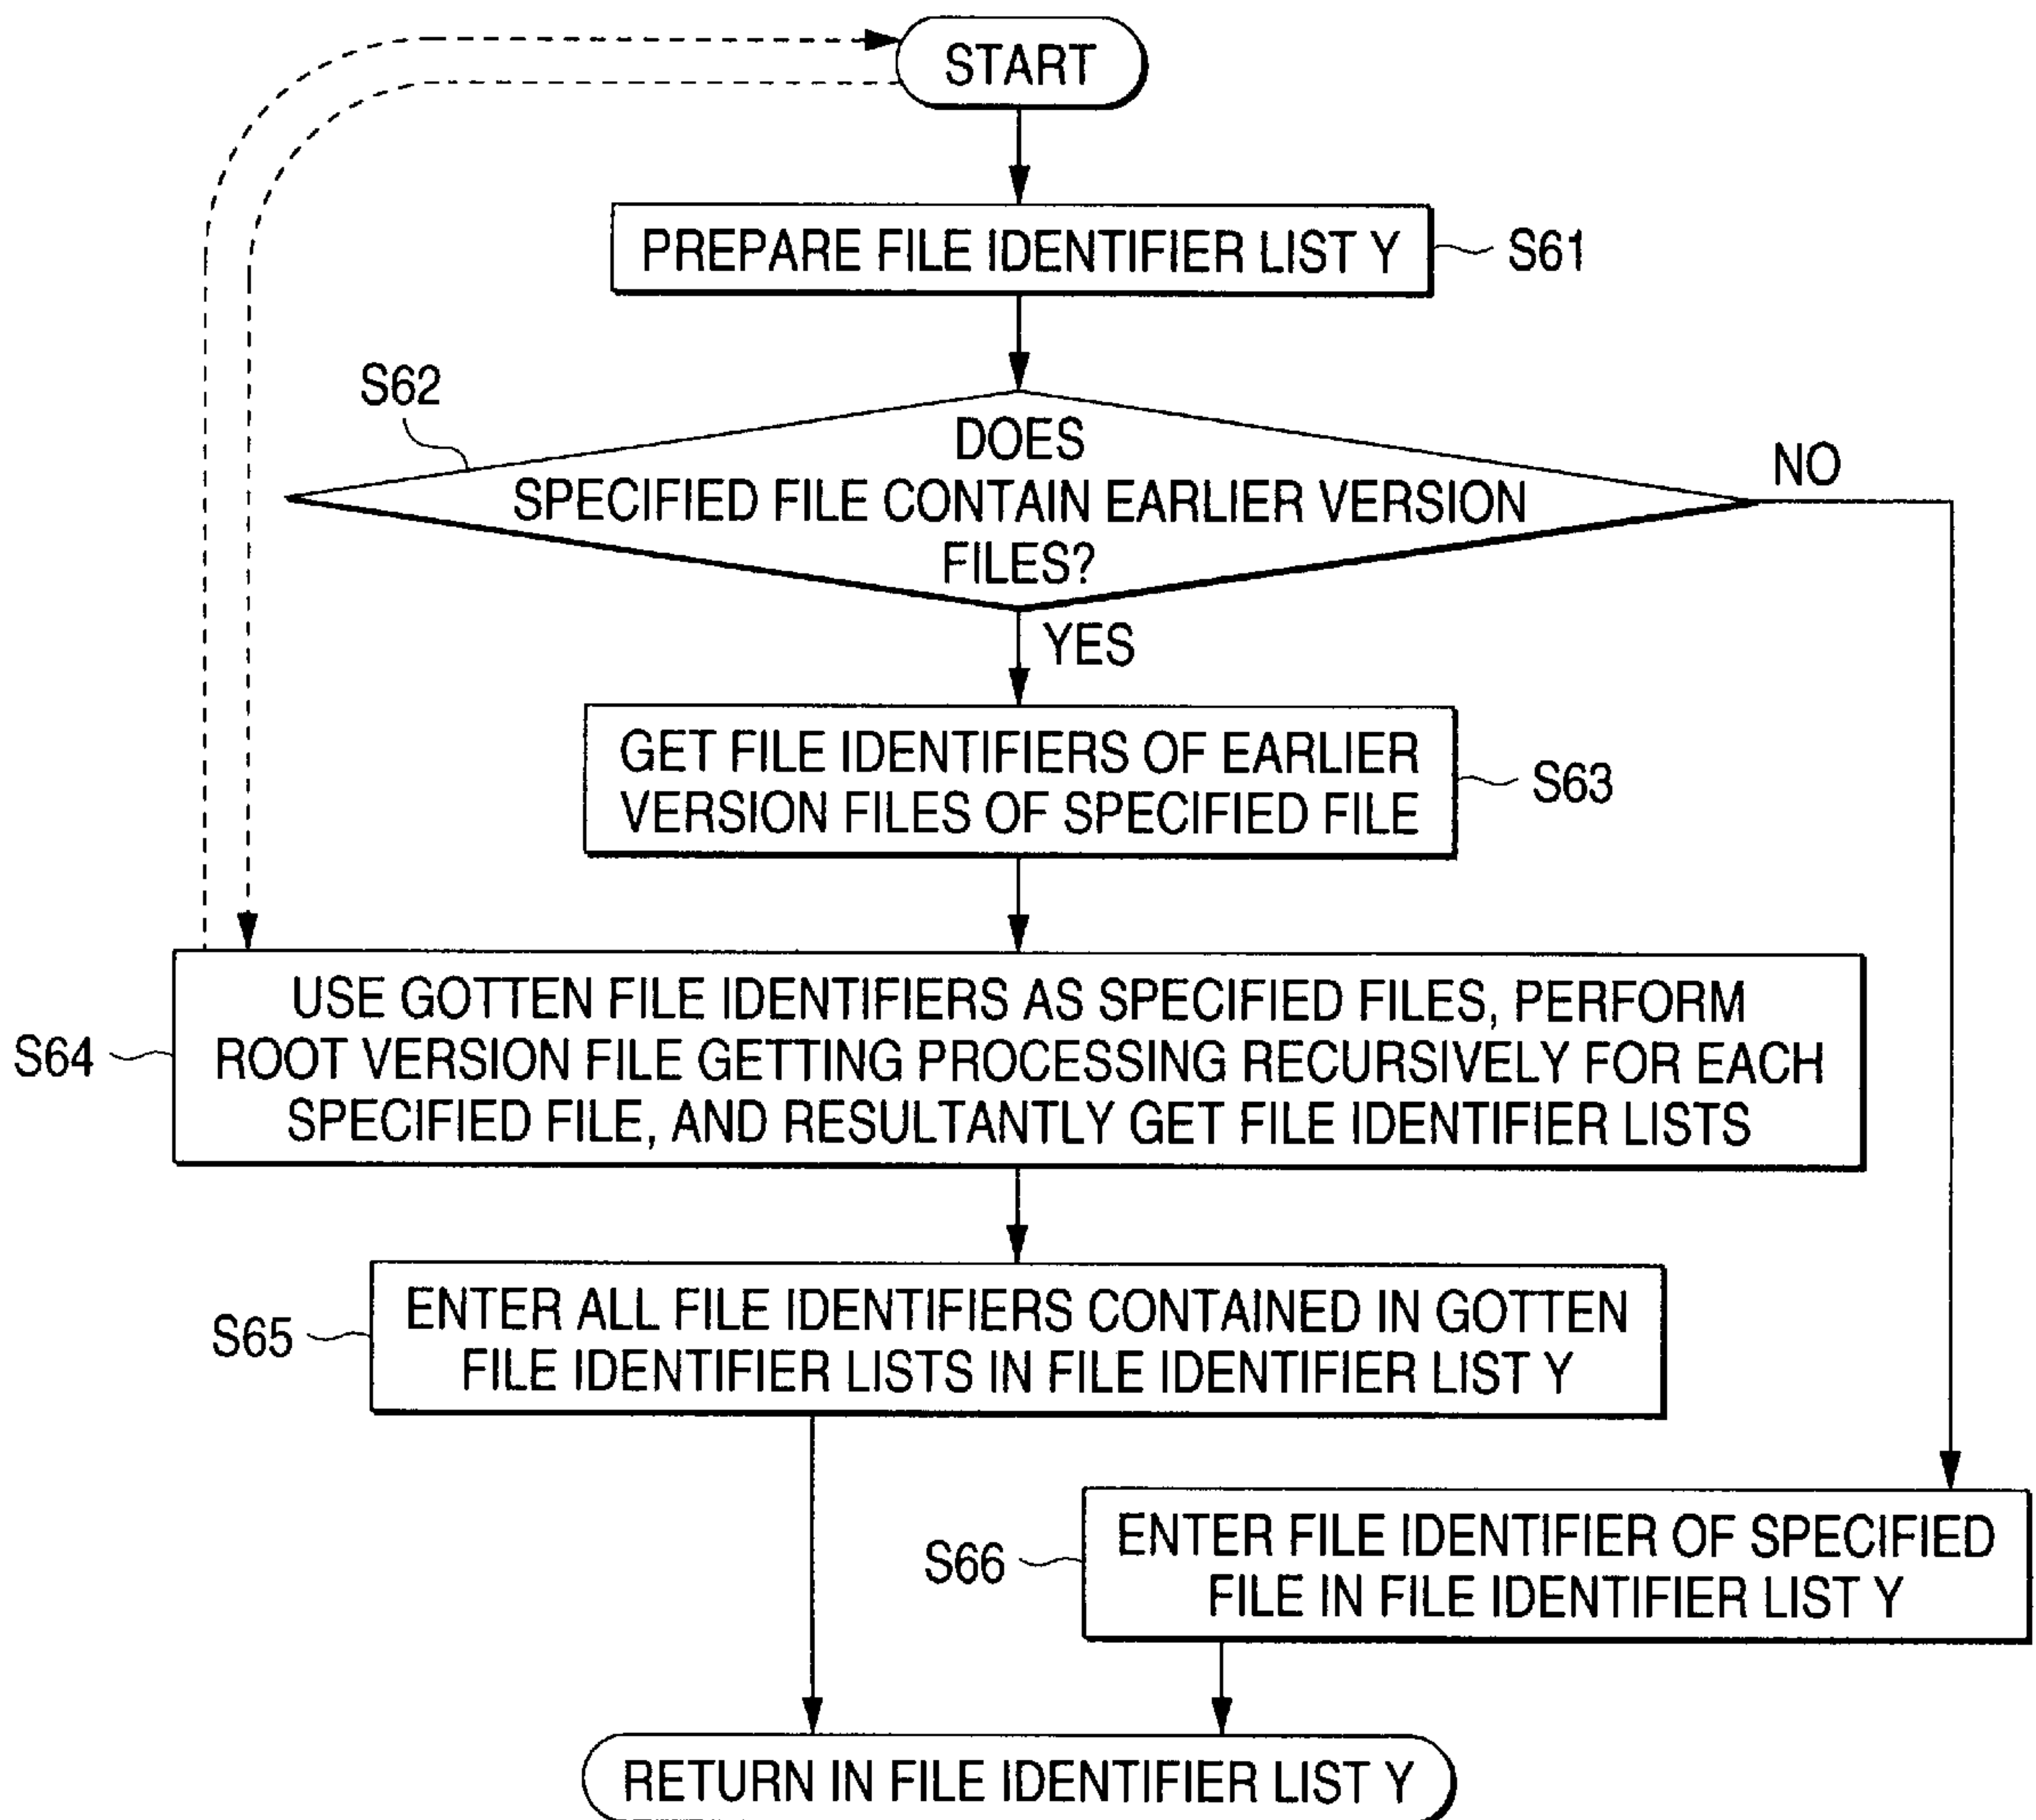 START
PREPARE FILE IDENTIFIER LIST Y
S61
S62
DOES
SPECIFIED FILE CONTAIN EARLIER VERSION
FILES?
NO
YES
GET FILE IDENTIFIERS OF EARLIER
VERSION FILES OF SPECIFIED FILE
S63
S64
USE GOTTEN FILE IDENTIFIERS AS SPECIFIED FILES, PERFORM
ROOT VERSION FILE GETTING PROCESSING RECURSIVELY FOR EACH
SPECIFIED FILE, AND RESULTANTLY GET FILE IDENTIFIER LISTS
S65
ENTER ALL FILE IDENTIFIERS CONTAINED IN GOTTEN
FILE IDENTIFIER LISTS IN FILE IDENTIFIER LIST Y
S66
ENTER FILE IDENTIFIER OF SPECIFIED
FILE IN FILE IDENTIFIER LIST Y
RETURN IN FILE IDENTIFIER LIST Y